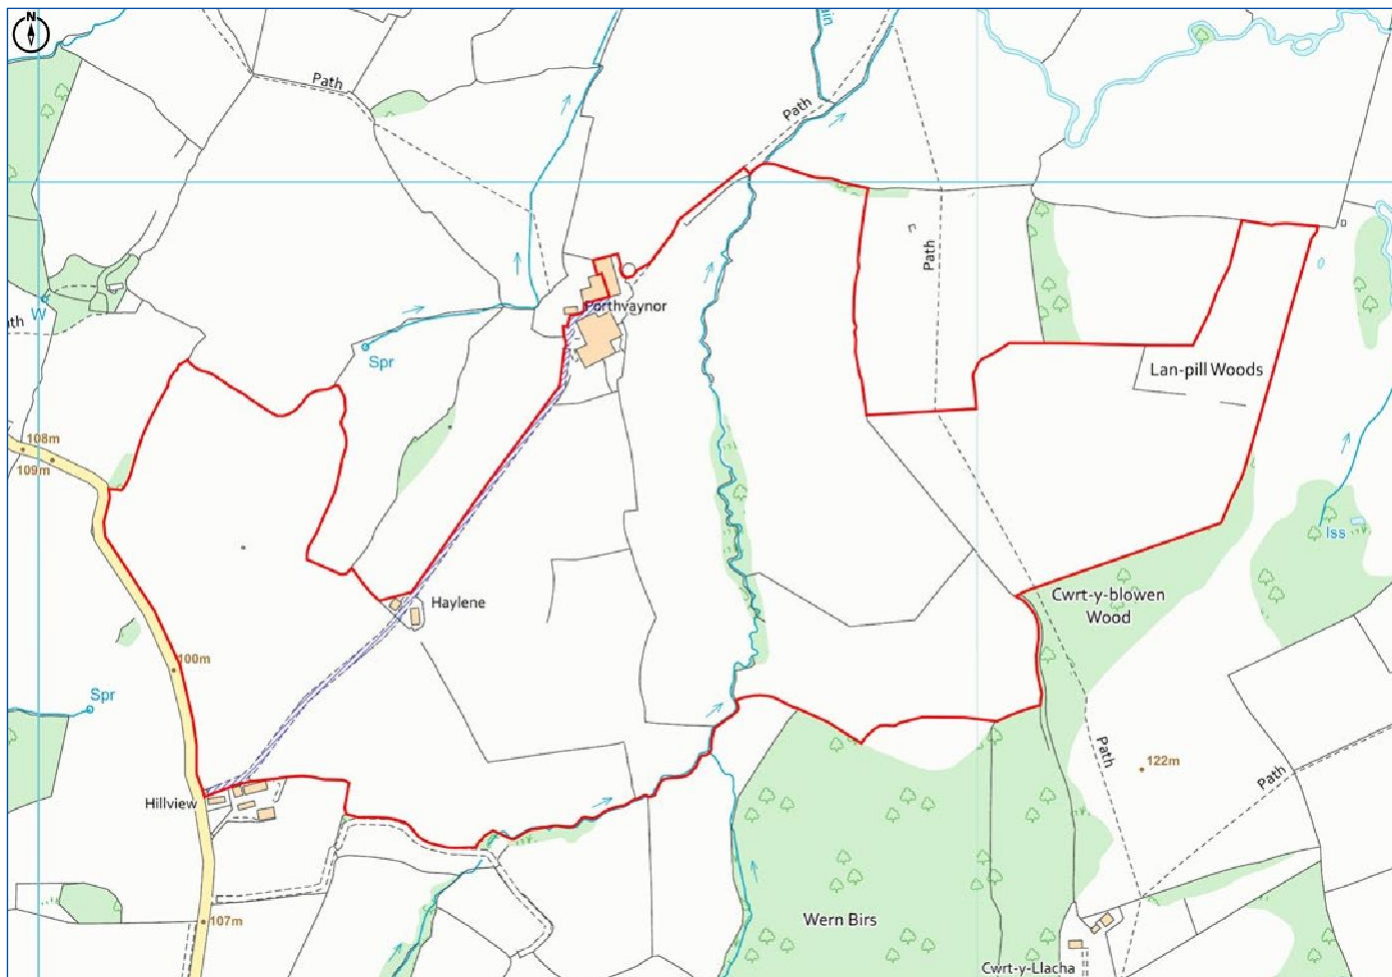 N
Path
Path
Path
Porthvaynor
W
Spr
Lan-pill Woods
108m
109m
Iss
Haylene
Cwrt-y-blowen
Wood
100m
Spr
Path
122m
Path
Hillview
107m
Wern Birs
Cwrt-y-Llacha